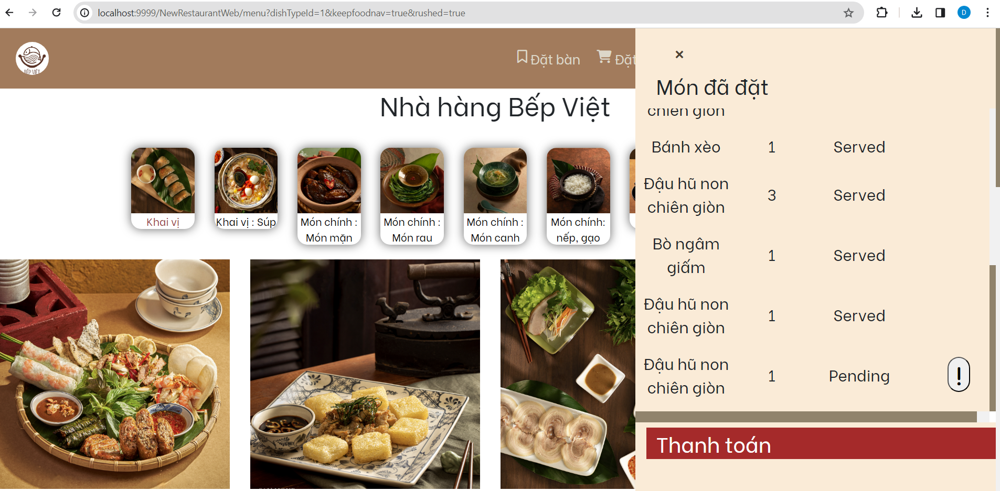 localhost:9999/NewRestaurantWeb/menu?dishTypeId=1&keepfoodnav=true&rushed=true
D
BẾP VIỆT
Đặt bàn
Đặt
Nhà hàng Bếp Việt
Khai vị
Khai vị : Súp
Món chính :
Món mặn
Món chính :
Món rau
Món chính :
Món canh
Món chính:
nếp, gạo
×
Món đã đặt
chiên giòn
Bánh xèo 1 Served
Đậu hũ non
chiên giòn 3 Served
Bò ngâm
giấm 1 Served
Đậu hũ non
chiên giòn 1 Served
Đậu hũ non
chiên giòn 1 Pending !
Thanh toán